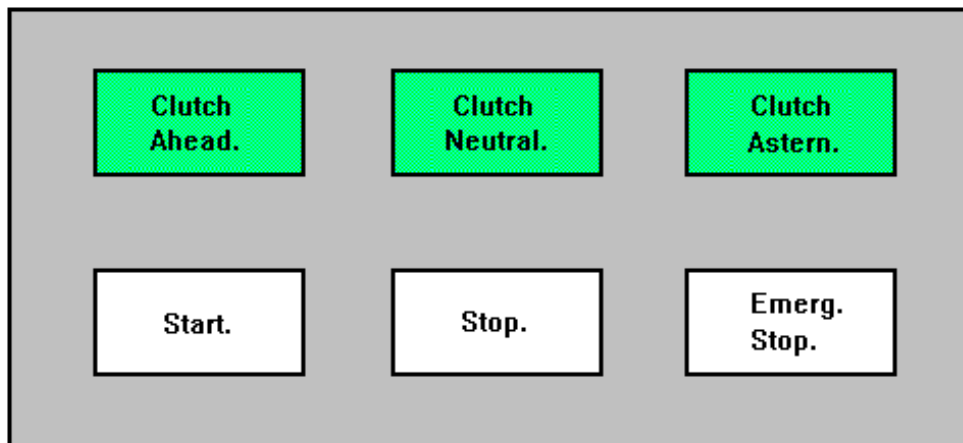 Clutch
Ahead.
Clutch
Neutral.
Clutch
Astern.
Start.
Stop.
Emerg.
Stop.